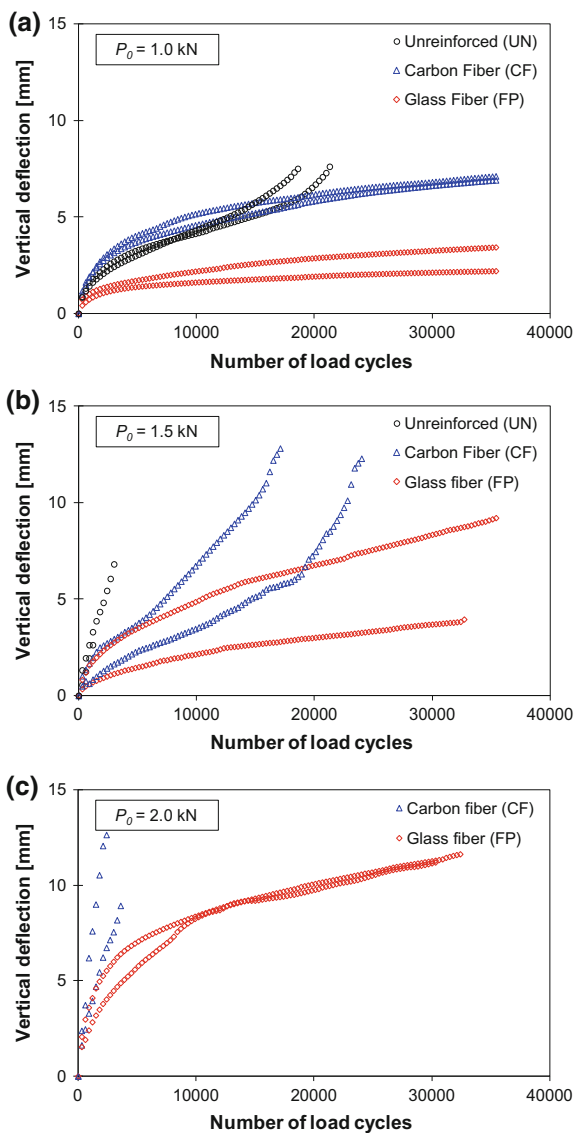 (a)
P0 = 1.0 kN
Unreinforced (UN)
Carbon Fiber (CF)
Glass Fiber (FP)
Vertical deflection [mm]
15
10
5
0
0 10000 20000 30000 40000
Number of load cycles
(b)
P0 = 1.5 kN
Unreinforced (UN)
Carbon Fiber (CF)
Glass fiber (FP)
Vertical deflection [mm]
15
10
5
0
0 10000 20000 30000 40000
Number of load cycles
(c)
P0 = 2.0 kN
Carbon fiber (CF)
Glass fiber (FP)
Vertical deflection [mm]
15
10
5
0
0 10000 20000 30000 40000
Number of load cycles